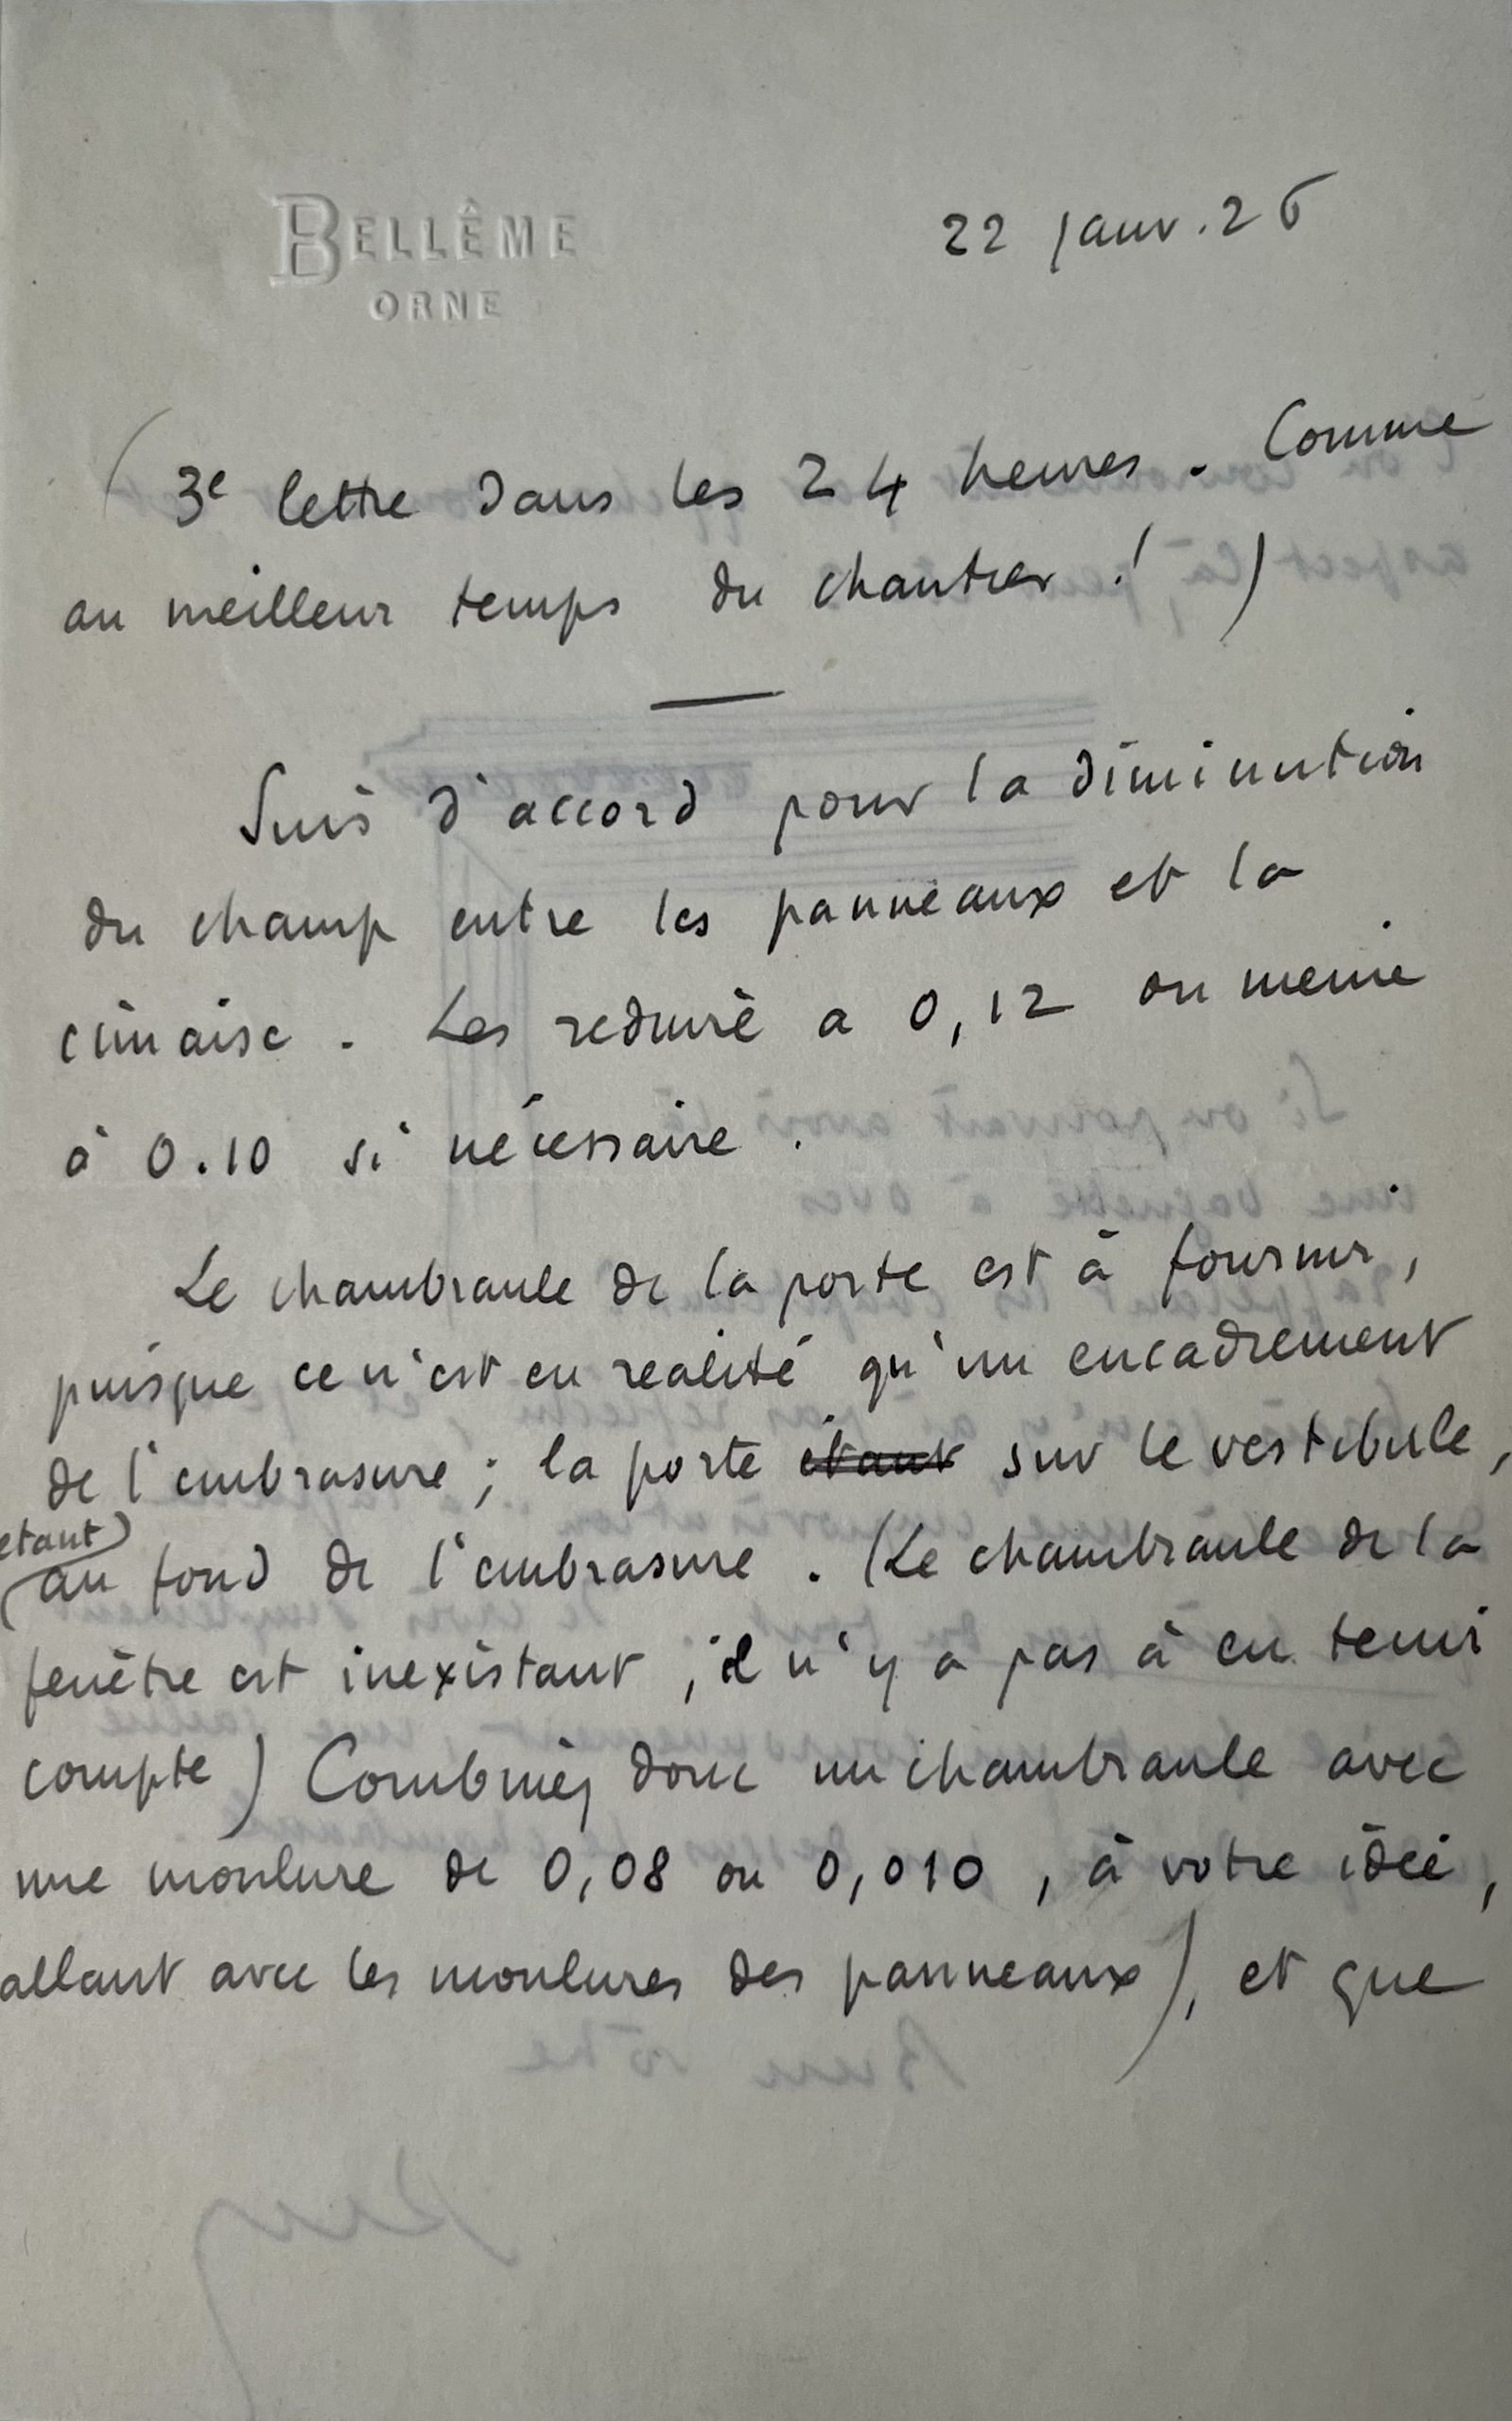 BELLÊME
ORNE
22 janv. 26
( 3e lettre dans les 24 heures. Comme
au meilleur temps du chantier ! )
Suis d'accord pour la diminution
du champ entre les panneaux et la
cimaise. Les reduire a 0,12 ou meme
à 0.10 si nécessaire.
Le chambranle de la porte est à fournir,
puisque ce n'est en realité qu'un encadrement
de l'embrasure ; la porte étant sur le vestibule,
etant
au fond de l'embrasure. (Le chambranle de la
fenêtre est inexistant, il n'y a pas à en tenir
compte) Combinez donc un chambranle avec
une moulure de 0,08 ou 0,010, à votre idée,
allant avec les moulures des panneaux), et que